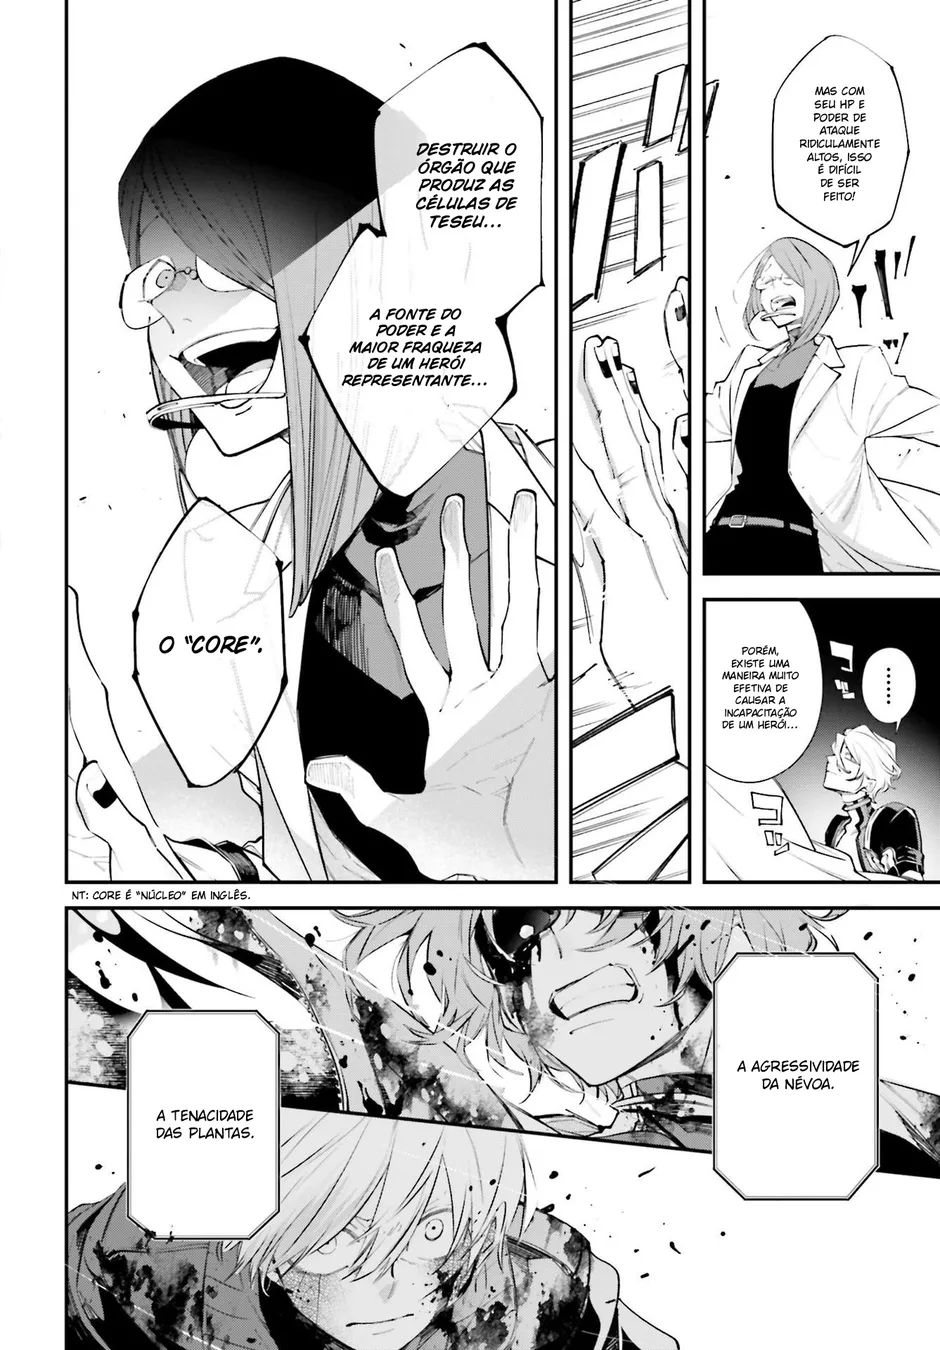 MAS COM
SEU HP E
PODER DE
ATAQUE
RIDICULAMENTE
ALTOS, ISSO
É DIFÍCIL
DE SER
FEITO!
PORÉM,
EXISTE UMA
MANEIRA MUITO
EFETIVA DE
CAUSAR A
INCAPACITAÇÃO
DE UM HERÓI...
DESTRUIR O
ÓRGÃO QUE
PRODUZ AS
CÉLULAS DE
TESEU...
A FONTE DO
PODER E A
MAIOR FRAQUEZA
DE UM HERÓI
REPRESENTANTE...
O "CORE".
NT: CORE É "NÚCLEO" EM INGLÊS.
A AGRESSIVIDADE
DA NÉVOA.
A TENACIDADE
DAS PLANTAS.